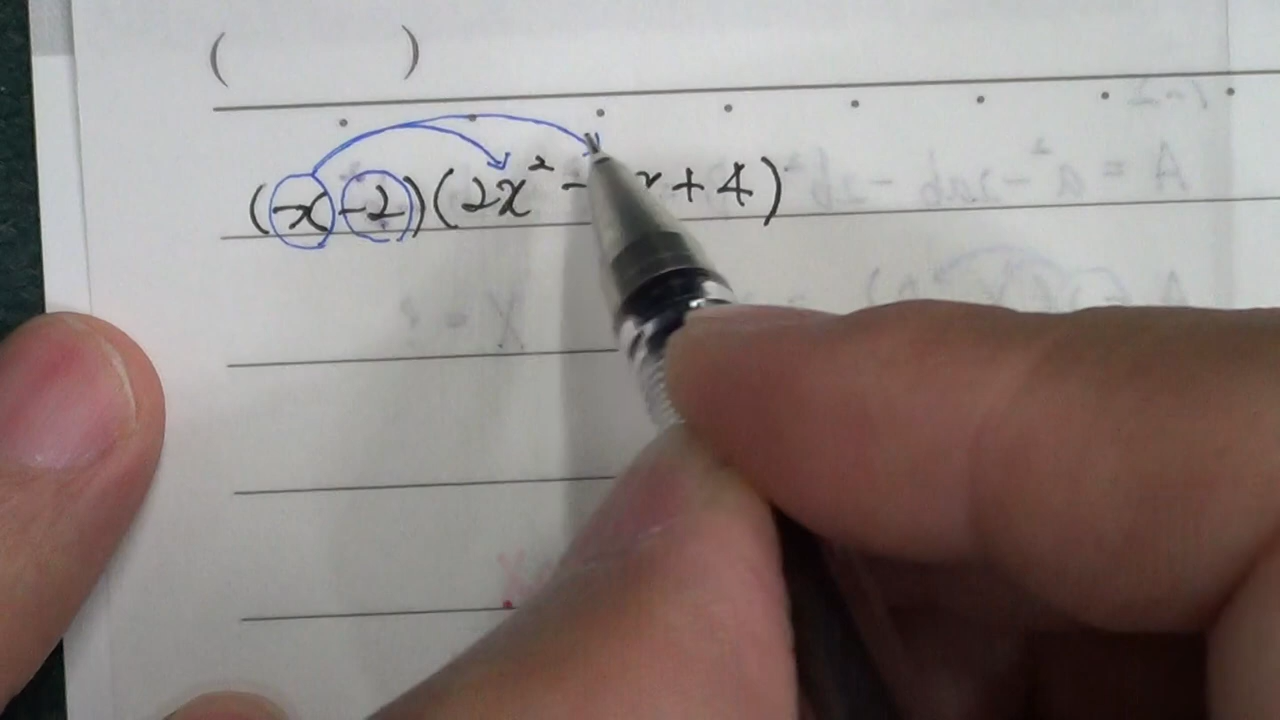 (          )
(-x-2)(2x²- x+4)